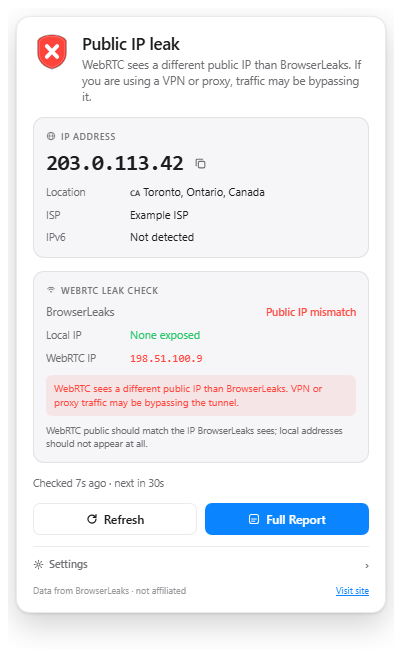 Public IP leak
WebRTC sees a different public IP than BrowserLeaks. If
you are using a VPN or proxy, traffic may be bypassing
it.
IP ADDRESS
203.0.113.42
Location CA Toronto, Ontario, Canada
ISP Example ISP
IPv6 Not detected
WEBRTC LEAK CHECK
BrowserLeaks Public IP mismatch
Local IP None exposed
WebRTC IP 198.51.100.9
WebRTC sees a different public IP than BrowserLeaks. VPN or
proxy traffic may be bypassing the tunnel.
WebRTC public should match the IP BrowserLeaks sees; local addresses
should not appear at all.
Checked 7s ago · next in 30s
Refresh Full Report
Settings ›
Data from BrowserLeaks · not affiliated Visit site